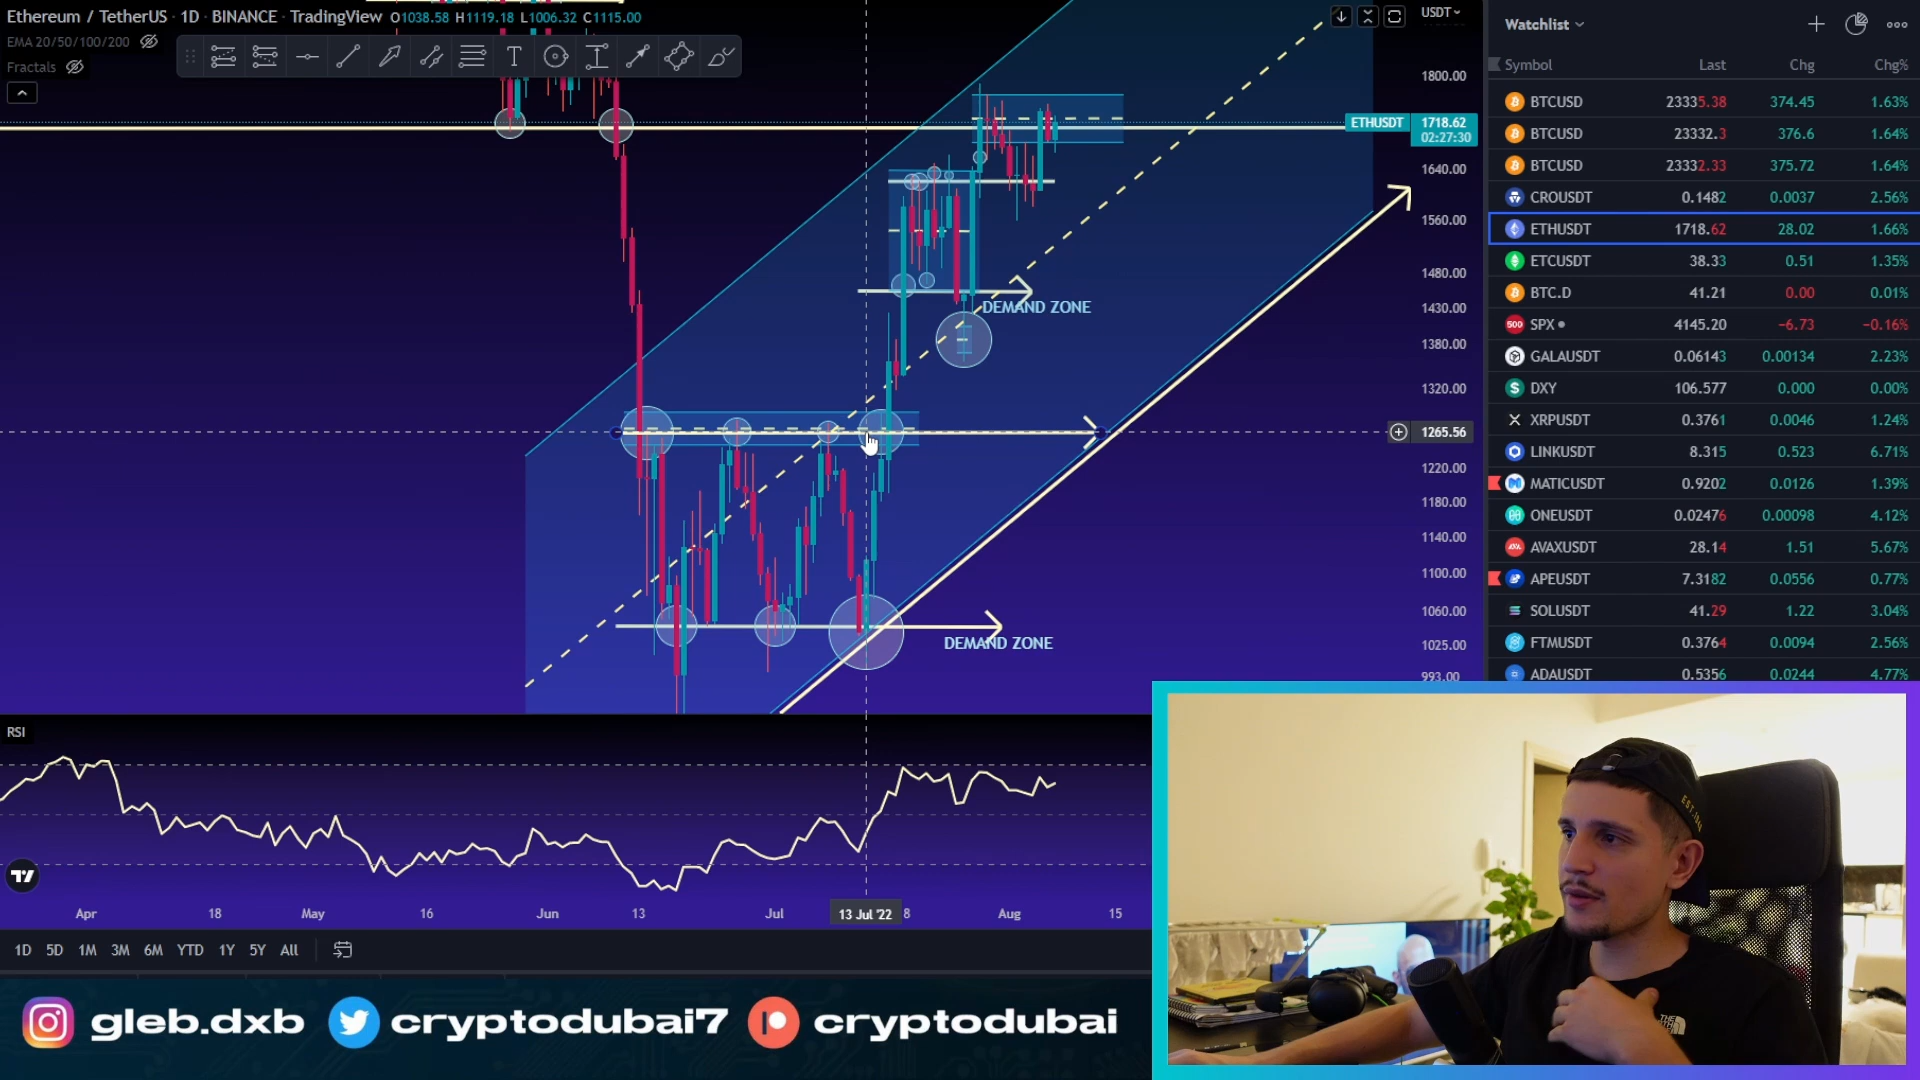 Ethereum / TetherUS · 1D · BINANCE · TradingView O1038.58 H1119.18 L1006.32 C1115.00
EMA 20/50/100/200
Fractals
USDT
1800.00
ETHUSDT 1718.62
02:27:30
1640.00
1560.00
1480.00
1430.00
1380.00
1320.00
1265.56
1220.00
1180.00
1140.00
1100.00
1060.00
1025.00
993.00
DEMAND ZONE
DEMAND ZONE
Watchlist
Symbol Last Chg Chg%
BTCUSD 23335.38 374.45 1.63%
BTCUSD 23332.3 376.6 1.64%
BTCUSD 23332.33 375.72 1.64%
CROUSDT 0.1482 0.0037 2.56%
ETHUSDT 1718.62 28.02 1.66%
ETCUSDT 38.33 0.51 1.35%
BTC.D 41.21 0.00 0.01%
500 SPX 4145.20 −6.73 −0.16%
GALAUSDT 0.06143 0.00134 2.23%
DXY 106.577 0.000 0.00%
XRPUSDT 0.3761 0.0046 1.24%
LINKUSDT 8.315 0.523 6.71%
MATICUSDT 0.9202 0.0126 1.39%
ONEUSDT 0.02476 0.00098 4.12%
AVAXUSDT 28.14 1.51 5.67%
APEUSDT 7.3182 0.0556 0.77%
SOLUSDT 41.29 1.22 3.04%
FTMUSDT 0.3764 0.0094 2.56%
ADAUSDT 0.5356 0.0244 4.77%
RSI
Apr 18 May 16 Jun 13 Jul 13 Jul '22 8 Aug 15
1D 5D 1M 3M 6M YTD 1Y 5Y All
gleb.dxb cryptodubai7 cryptodubai